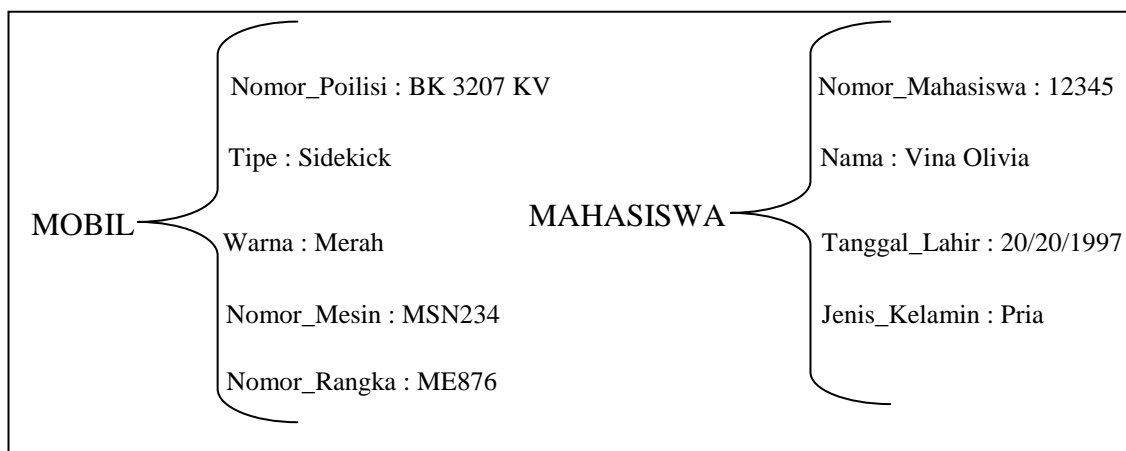 MOBIL
Nomor_Poilisi : BK 3207 KV
Tipe : Sidekick
Warna : Merah
Nomor_Mesin : MSN234
Nomor_Rangka : ME876
MAHASISWA
Nomor_Mahasiswa : 12345
Nama : Vina Olivia
Tanggal_Lahir : 20/20/1997
Jenis_Kelamin : Pria